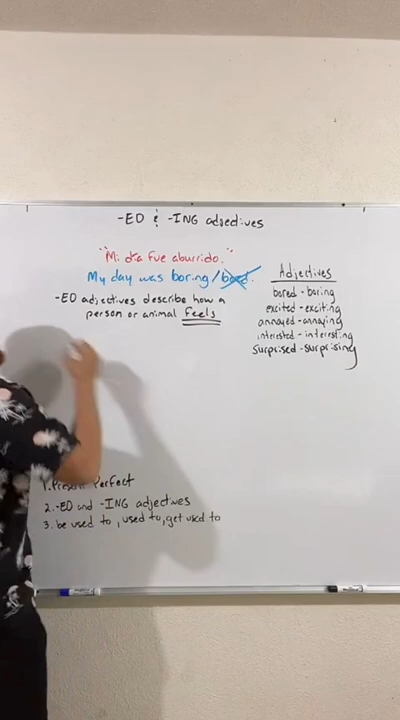 -ED & -ING adjectives
"Mi día fue aburrido."
My day was boring/bored.
-ED adjectives describe how a
person or animal feels
Adjectives
bored - boring
excited - exciting
annoyed - annoying
interested - interesting
surprised - surprising
1. Present Perfect
2. -ED and -ING adjectives
3. be used to, used to, get used to